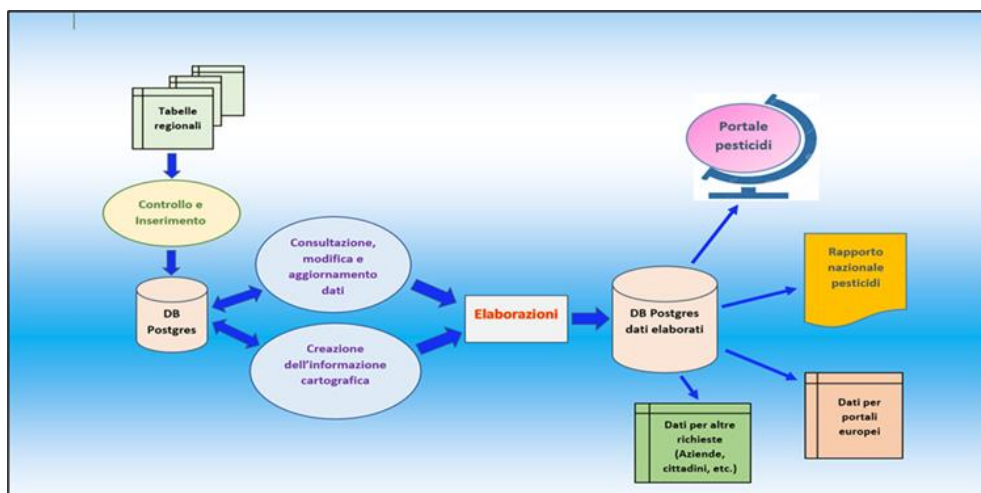 Tabelle
regionali
Controllo e
Inserimento
DB
Postgres
Consultazione,
modifica e
aggiornamento
dati
Creazione
dell'informazione
cartografica
Elaborazioni
DB Postgres
dati elaborati
Portale
pesticidi
Rapporto
nazionale
pesticidi
Dati per
portali
europei
Dati per altre
richieste
(Aziende,
cittadini, etc.)